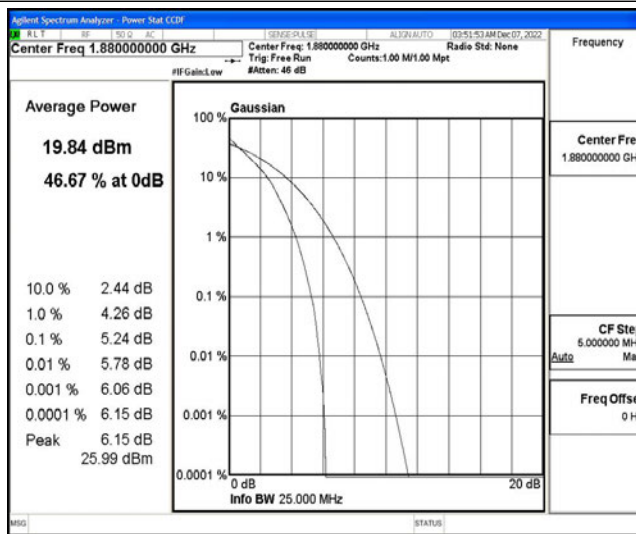 Agilent Spectrum Analyzer - Power Stat CCDF
RLT RF 50 Ω AC SENSE:PULSE ALIGN AUTO 03:51:53 AM Dec 07, 2022
Center Freq 1.880000000 GHz
Center Freq: 1.880000000 GHz Radio Std: None
Trig: Free Run Counts:1.00 M/1.00 Mpt
#IFGain:Low #Atten: 46 dB
Frequency
Average Power
19.84 dBm
46.67 % at 0dB
10.0 % 2.44 dB
1.0 % 4.26 dB
0.1 % 5.24 dB
0.01 % 5.78 dB
0.001 % 6.06 dB
0.0001 % 6.15 dB
Peak 6.15 dB
25.99 dBm
Gaussian
100 %
10 %
1 %
0.1 %
0.01 %
0.001 %
0.0001 %
0 dB 20 dB
Info BW 25.000 MHz
Center Fre
1.880000000 GH
CF Ste
5.000000 MH
Auto Ma
Freq Offse
0 H
MSG STATUS